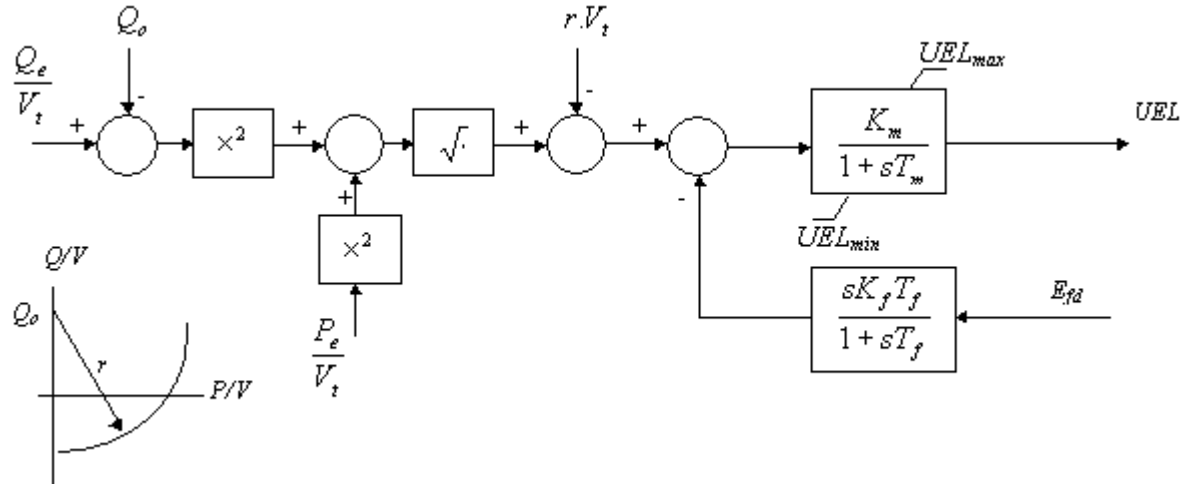 Q_o
r.V_t
Q_e
V_t
+
-
×²
+
+
√·
+
-
+
-
UEL_max
K_m
1 + sT_m
UEL_min
UEL
×²
P_e
V_t
sK_f T_f
1 + sT_f
E_fd
Q/V
Q_o
r
P/V